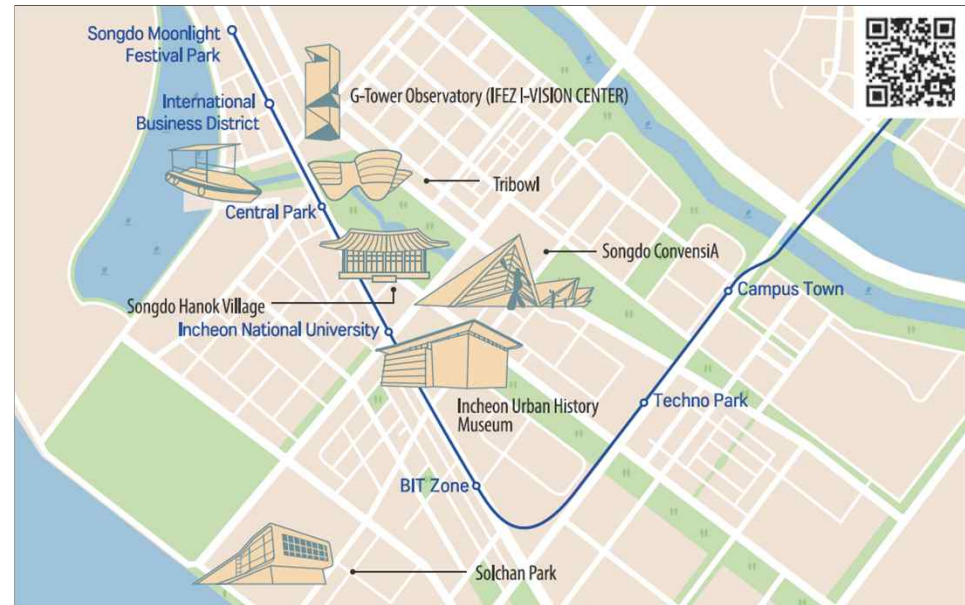 Songdo Moonlight
Festival Park
G-Tower Observatory (IFEZ I-VISION CENTER)
International
Business District
Tribowl
Central Park
Songdo ConvensiA
Songdo Hanok Village
Campus Town
Incheon National University
Techno Park
Incheon Urban History
Museum
BIT Zone
Solchan Park